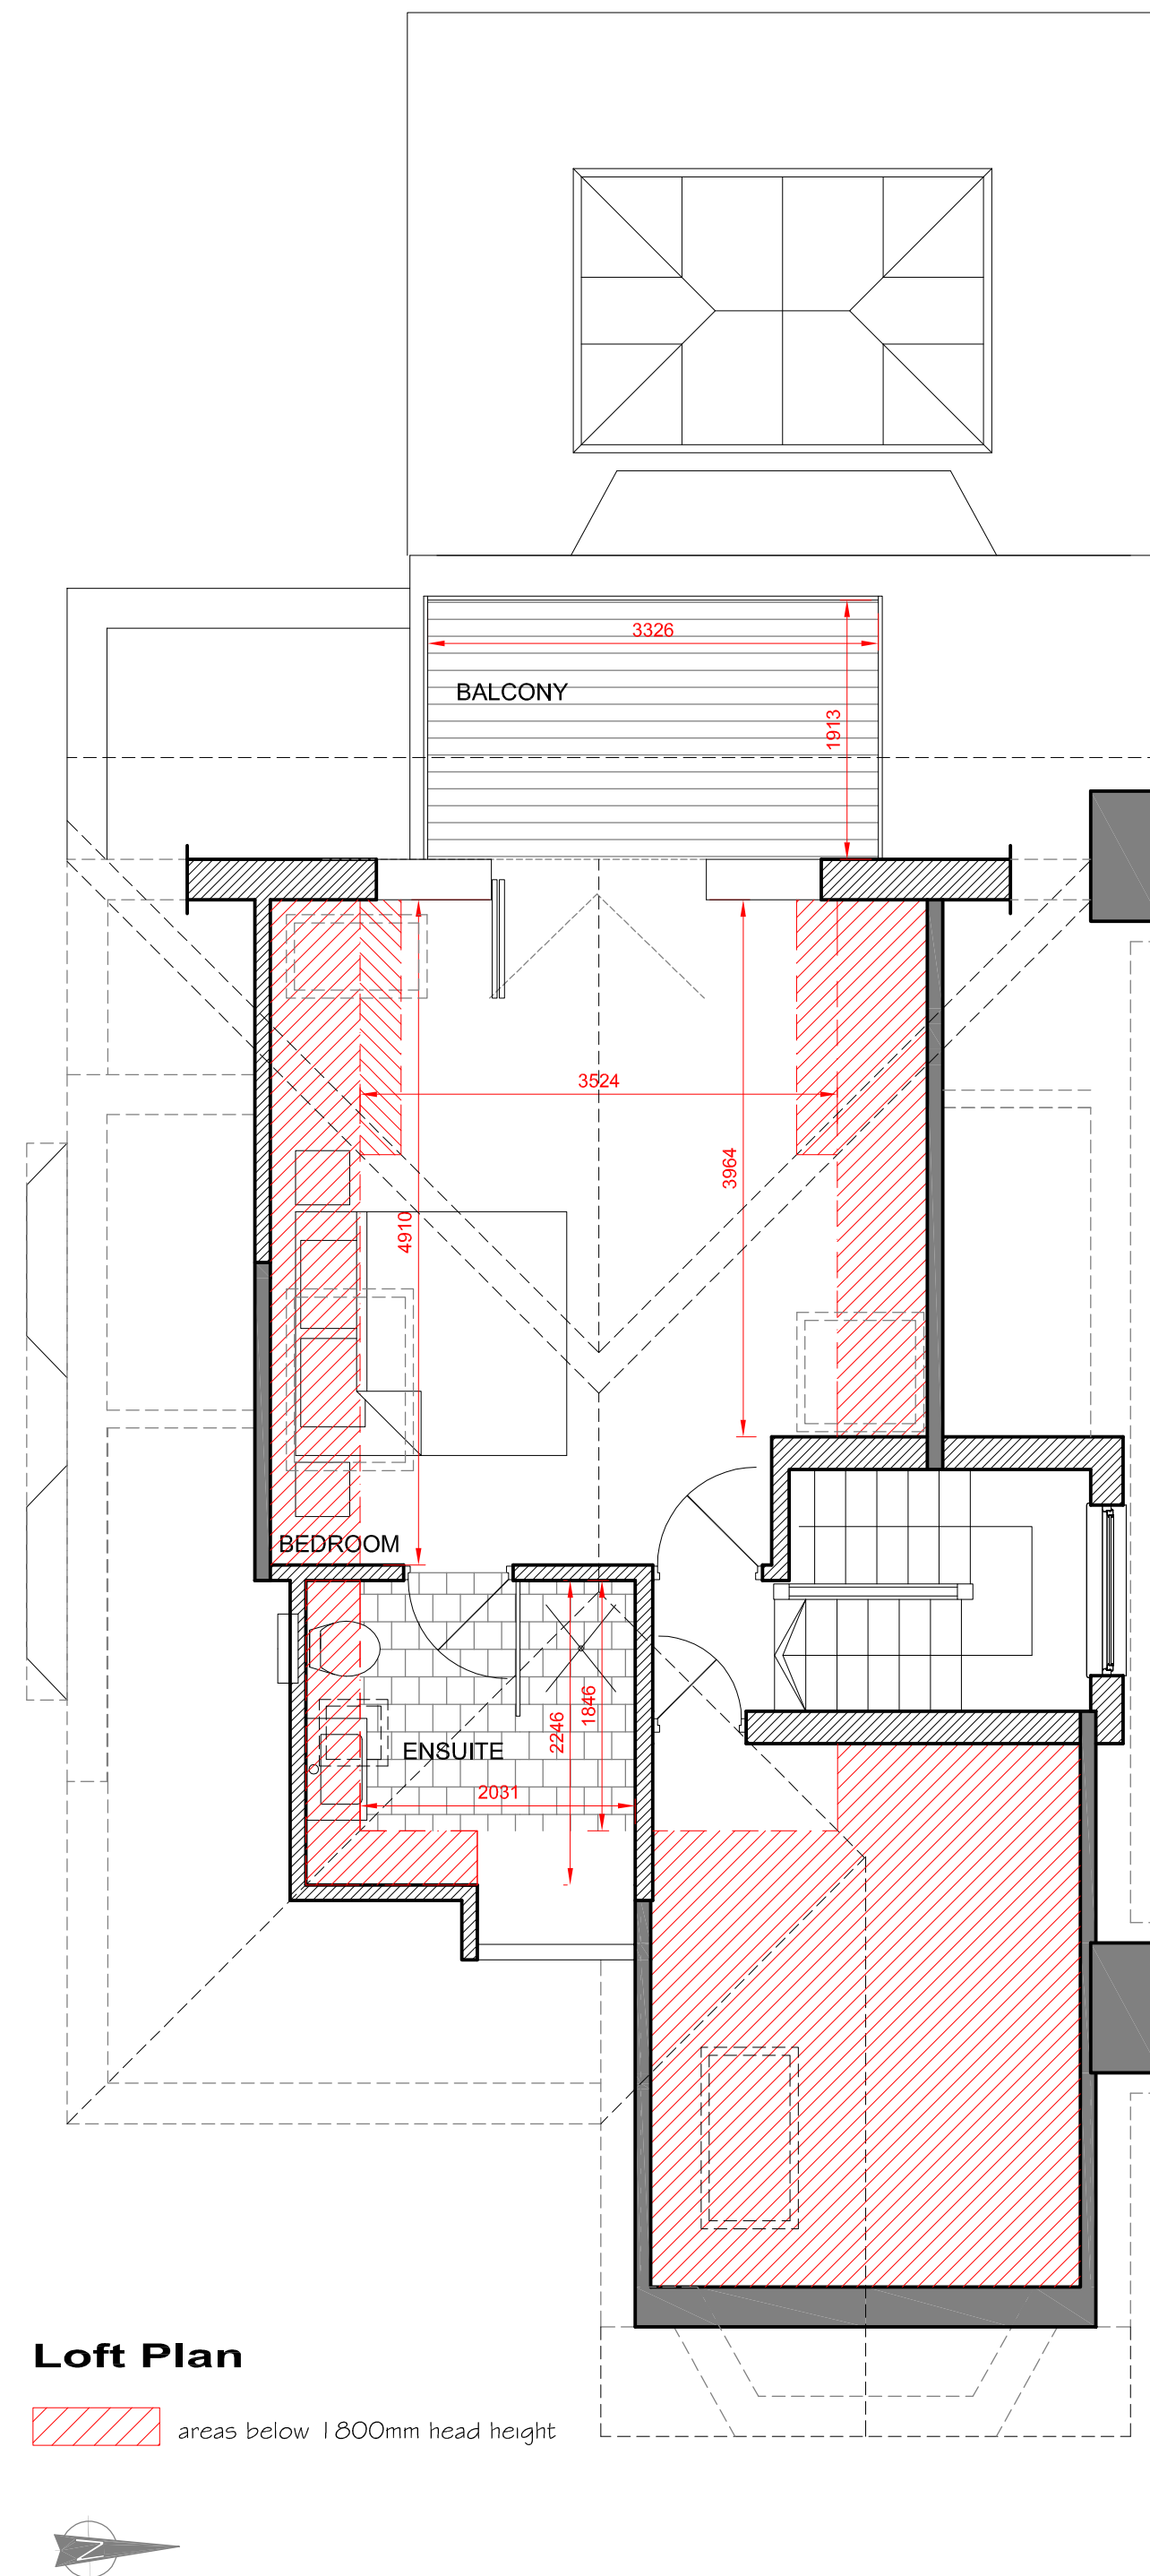 3326
BALCONY
1913
3524
3964
4910
BEDROOM
1846
2246
ENSUITE
2031
Loft Plan
areas below 1800mm head height
N